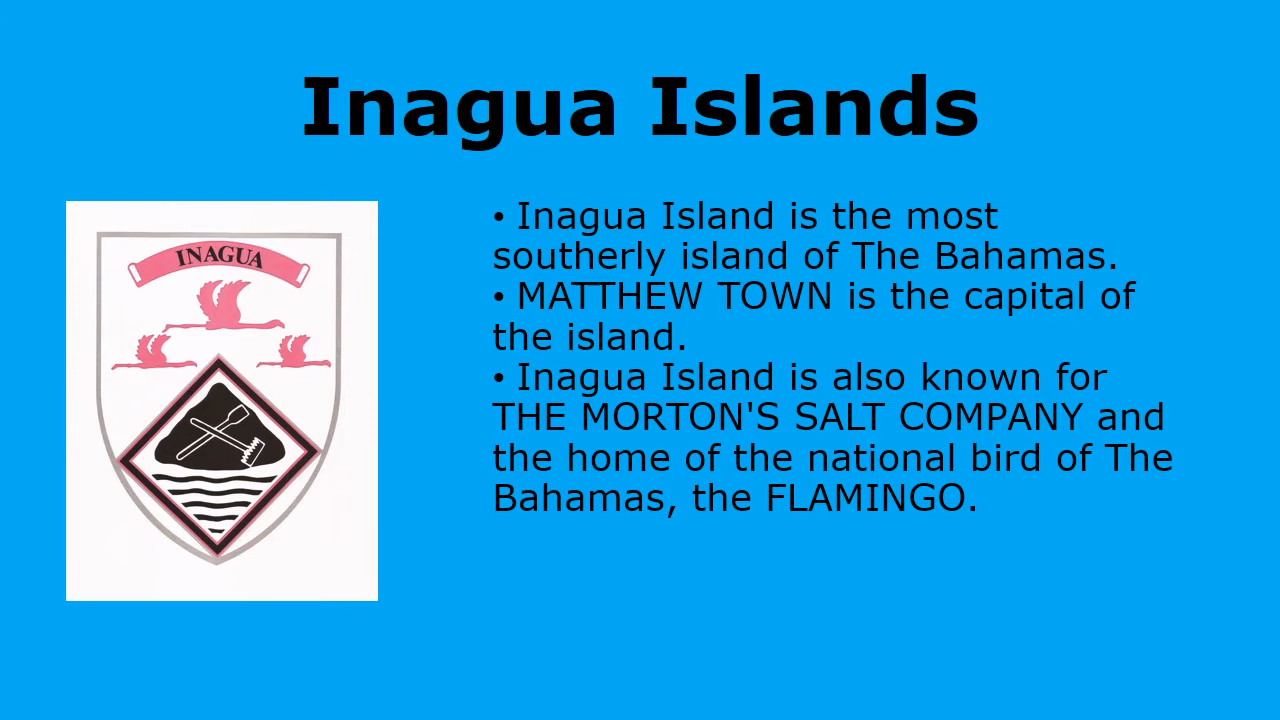 Inagua Islands
INAGUA
• Inagua Island is the most
southerly island of The Bahamas.
• MATTHEW TOWN is the capital of
the island.
• Inagua Island is also known for
THE MORTON'S SALT COMPANY and
the home of the national bird of The
Bahamas, the FLAMINGO.